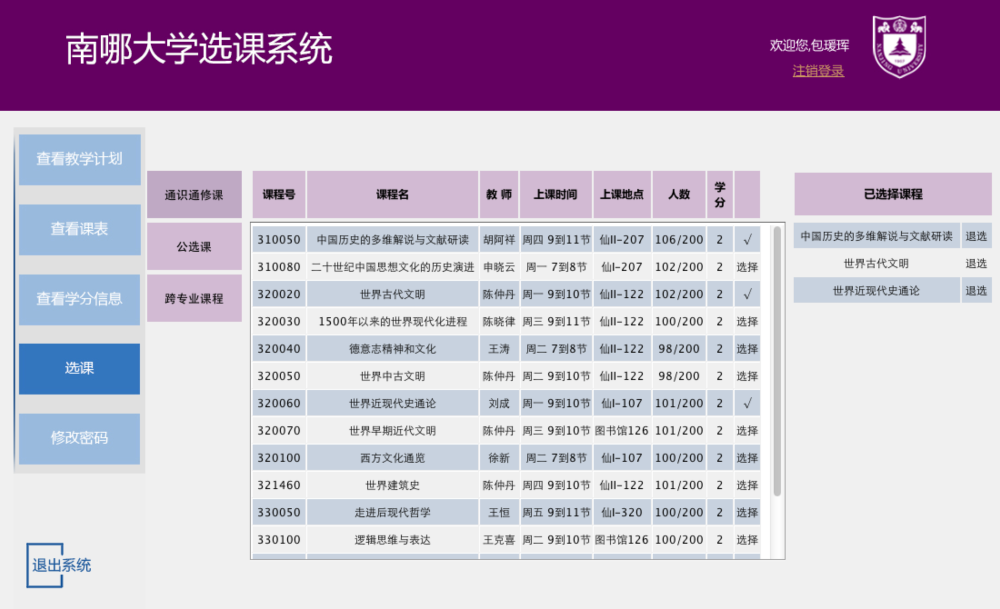 南哪大学选课系统
欢迎您,包瑗珲
注销登录
NANJING UNIVERSITY
1902
查看教学计划
查看课表
查看学分信息
选课
修改密码
退出系统
通识通修课
公选课
跨专业课程
课程号 课程名 教 师 上课时间 上课地点 人数 学分
310050 中国历史的多维解说与文献研读 胡阿祥 周四 9到11节 仙II-207 106/200 2 √
310080 二十世纪中国思想文化的历史演进 申晓云 周一 7到8节 仙I-207 102/200 2 选择
320020 世界古代文明 陈仲丹 周一 9到10节 仙II-122 102/200 2 √
320030 1500年以来的世界现代化进程 陈晓律 周三 9到11节 仙II-122 100/200 2 选择
320040 德意志精神和文化 王涛 周二 7到8节 仙II-122 98/200 2 选择
320050 世界中古文明 陈仲丹 周二 9到10节 仙II-122 98/200 2 选择
320060 世界近现代史通论 刘成 周一 9到10节 仙I-107 101/200 2 √
320070 世界早期近代文明 陈仲丹 周三 9到10节 图书馆126 101/200 2 选择
320100 西方文化通览 徐新 周二 7到8节 仙I-107 100/200 2 选择
321460 世界建筑史 陈仲丹 周四 9到10节 仙II-122 101/200 2 选择
330050 走进后现代哲学 王恒 周五 9到11节 仙I-320 100/200 2 选择
330100 逻辑思维与表达 王克喜 周二 9到10节 图书馆126 100/200 2 选择
已选择课程
中国历史的多维解说与文献研读 退选
世界古代文明 退选
世界近现代史通论 退选